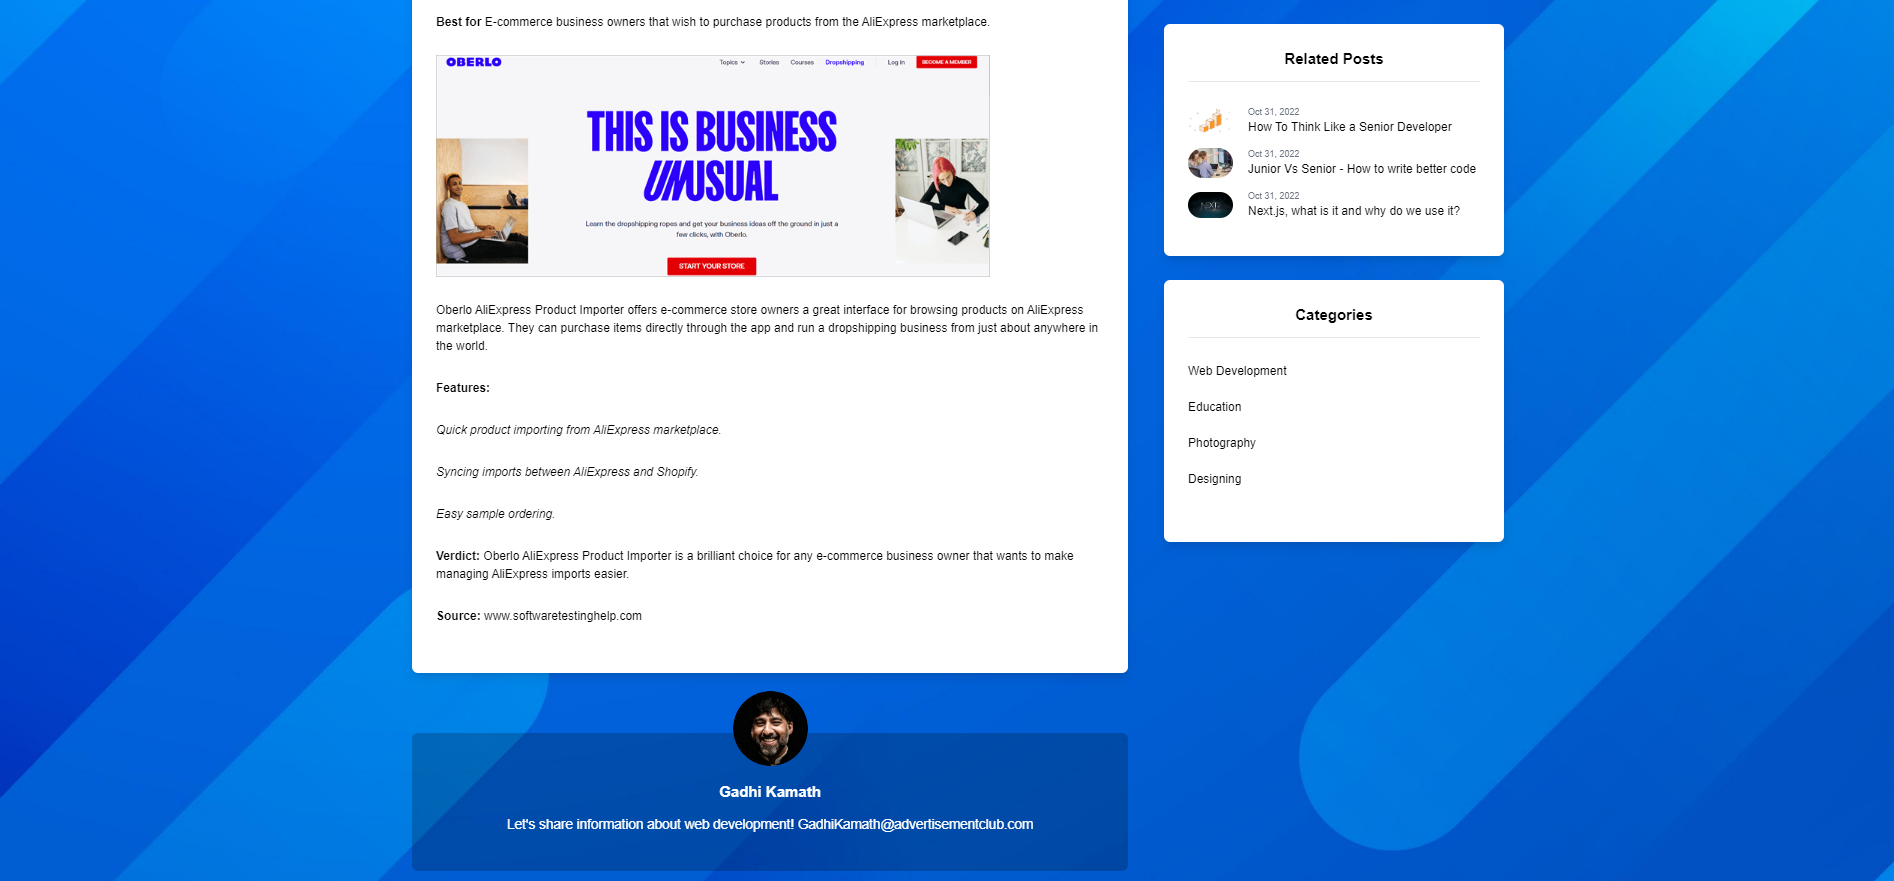 Best for E-commerce business owners that wish to purchase products from the AliExpress marketplace.
OBERLO
Topics
Stories
Courses
Dropshipping
Log in
BECOME A MEMBER
THIS IS BUSINESS
UNUSUAL
Learn the dropshipping ropes and get your business ideas off the ground in just a
few clicks, with Oberlo.
START YOUR STORE
Oberlo AliExpress Product Importer offers e-commerce store owners a great interface for browsing products on AliExpress
marketplace. They can purchase items directly through the app and run a dropshipping business from just about anywhere in
the world.
Features:
Quick product importing from AliExpress marketplace.
Syncing imports between AliExpress and Shopify.
Easy sample ordering.
Verdict: Oberlo AliExpress Product Importer is a brilliant choice for any e-commerce business owner that wants to make
managing AliExpress imports easier.
Source: www.softwaretestinghelp.com
Gadhi Kamath
Let's share information about web development! GadhiKamath@advertisementclub.com
Related Posts
Oct 31, 2022
How To Think Like a Senior Developer
Oct 31, 2022
Junior Vs Senior - How to write better code
NEXT
Oct 31, 2022
Next.js, what is it and why do we use it?
Categories
Web Development
Education
Photography
Designing